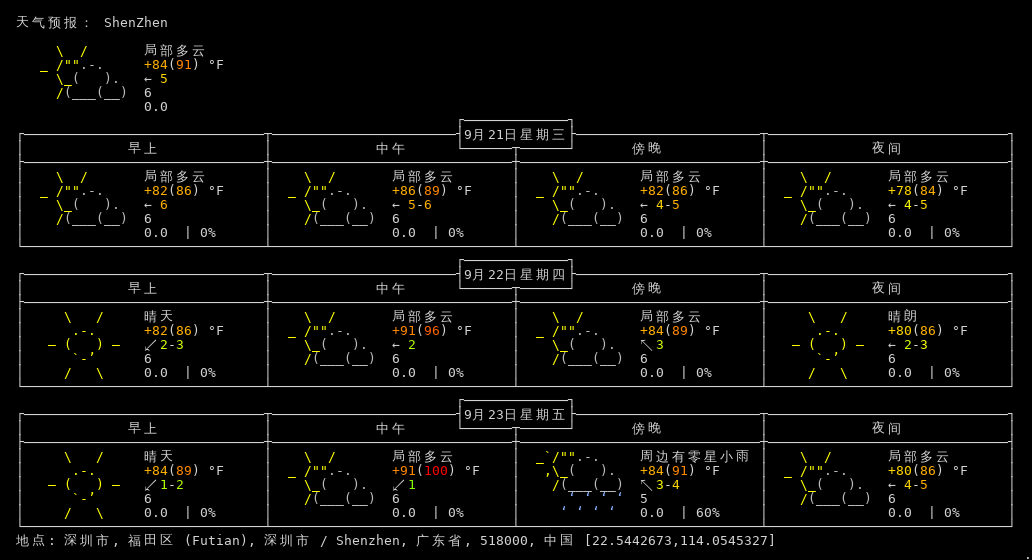 天气预报： ShenZhen
局部多云
+84(91) °F
← 5
6
0.0
9月21日星期三
早上 中午 傍晚 夜间
局部多云 局部多云 局部多云 局部多云
+82(86) °F +86(89) °F +82(86) °F +78(84) °F
← 6 ← 5-6 ← 4-5 ← 4-5
6 6 6 6
0.0 | 0% 0.0 | 0% 0.0 | 0% 0.0 | 0%
9月22日星期四
早上 中午 傍晚 夜间
晴天 局部多云 局部多云 晴朗
+82(86) °F +91(96) °F +84(89) °F +80(86) °F
↙ 2-3 ← 2 ↖ 3 ← 2-3
6 6 6 6
0.0 | 0% 0.0 | 0% 0.0 | 0% 0.0 | 0%
9月23日星期五
早上 中午 傍晚 夜间
晴天 局部多云 周边有零星小雨 局部多云
+84(89) °F +91(100) °F +84(91) °F +80(86) °F
↙ 1-2 ↙ 1 ↖ 3-4 ← 4-5
6 6 5 6
0.0 | 0% 0.0 | 0% 0.0 | 60% 0.0 | 0%
地点: 深圳市, 福田区 (Futian), 深圳市 / Shenzhen, 广东省, 518000, 中国 [22.5442673,114.0545327]